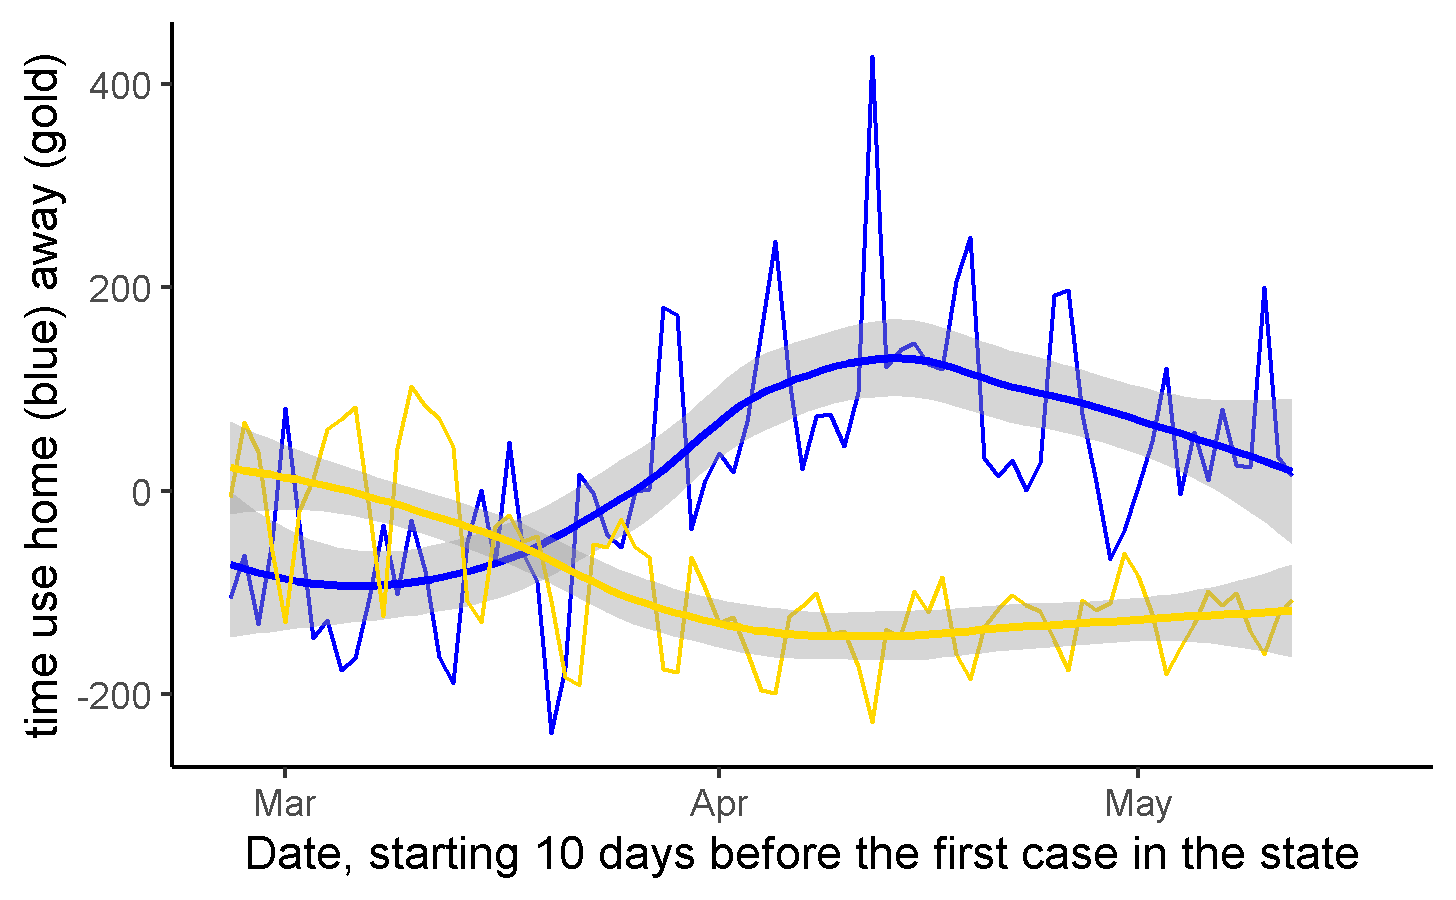 time use home (blue) away (gold)
400
200
0
-200
Mar
Apr
May
Date, starting 10 days before the first case in the state